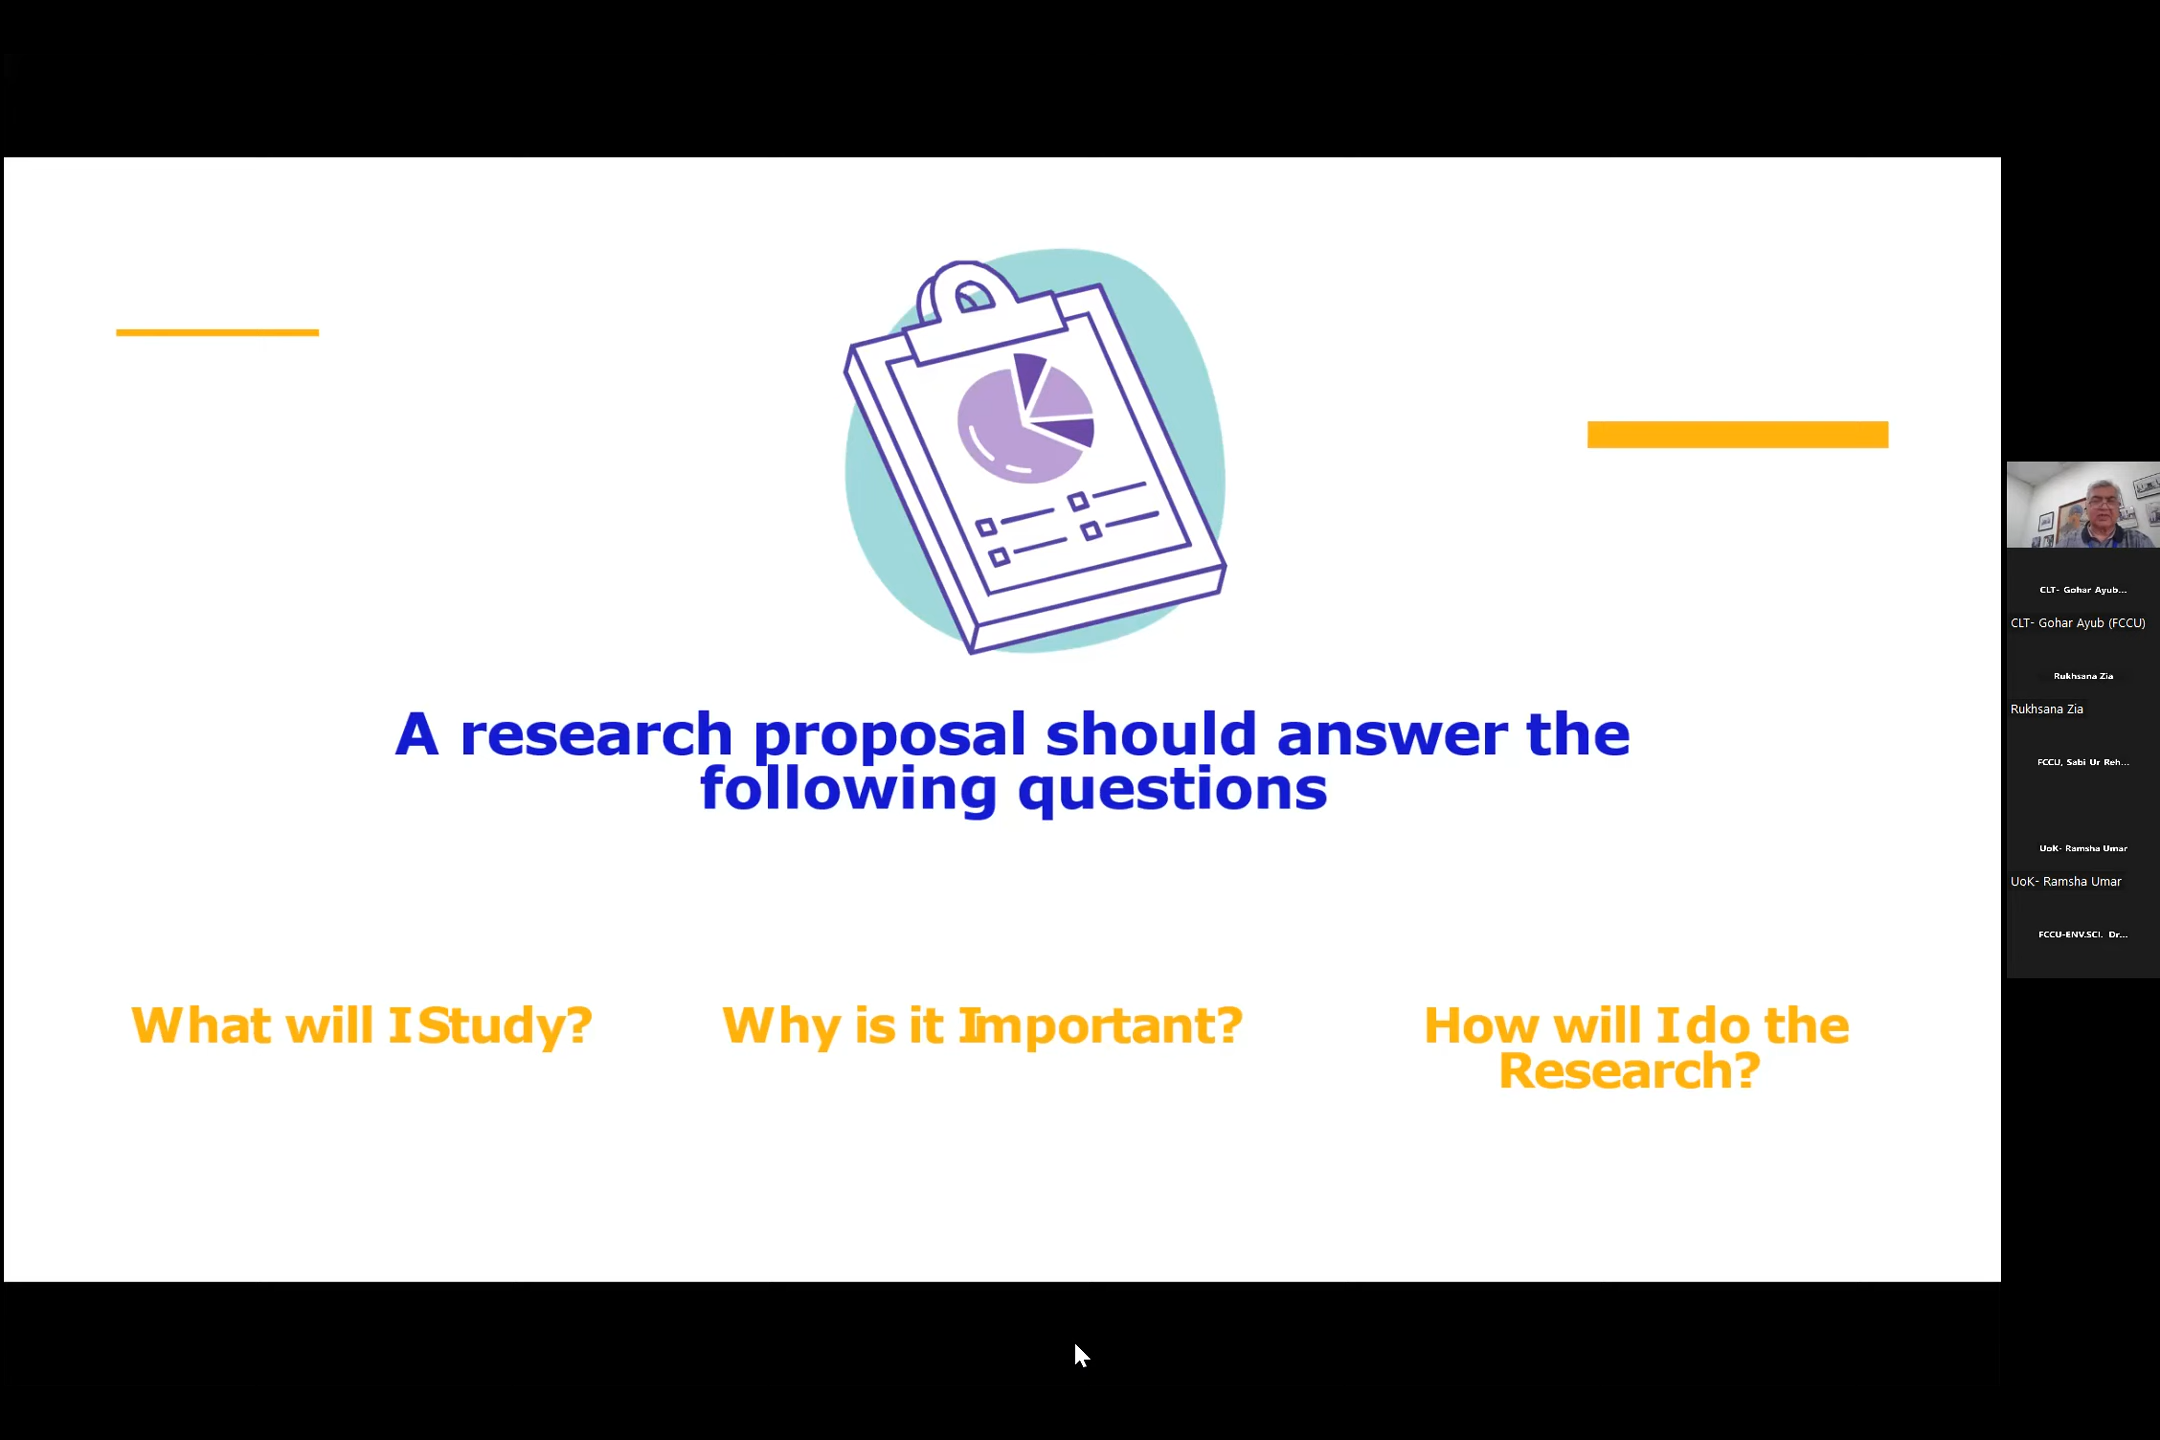 A research proposal should answer the
following questions
What will I Study?
Why is it Important?
How will I do the
Research?
CLT- Gohar Ayub...
CLT- Gohar Ayub (FCCU)
Rukhsana Zia
Rukhsana Zia
FCCU, Sabi Ur Reh...
UoK- Ramsha Umar
UoK- Ramsha Umar
FCCU-ENV.SCI. Dr...